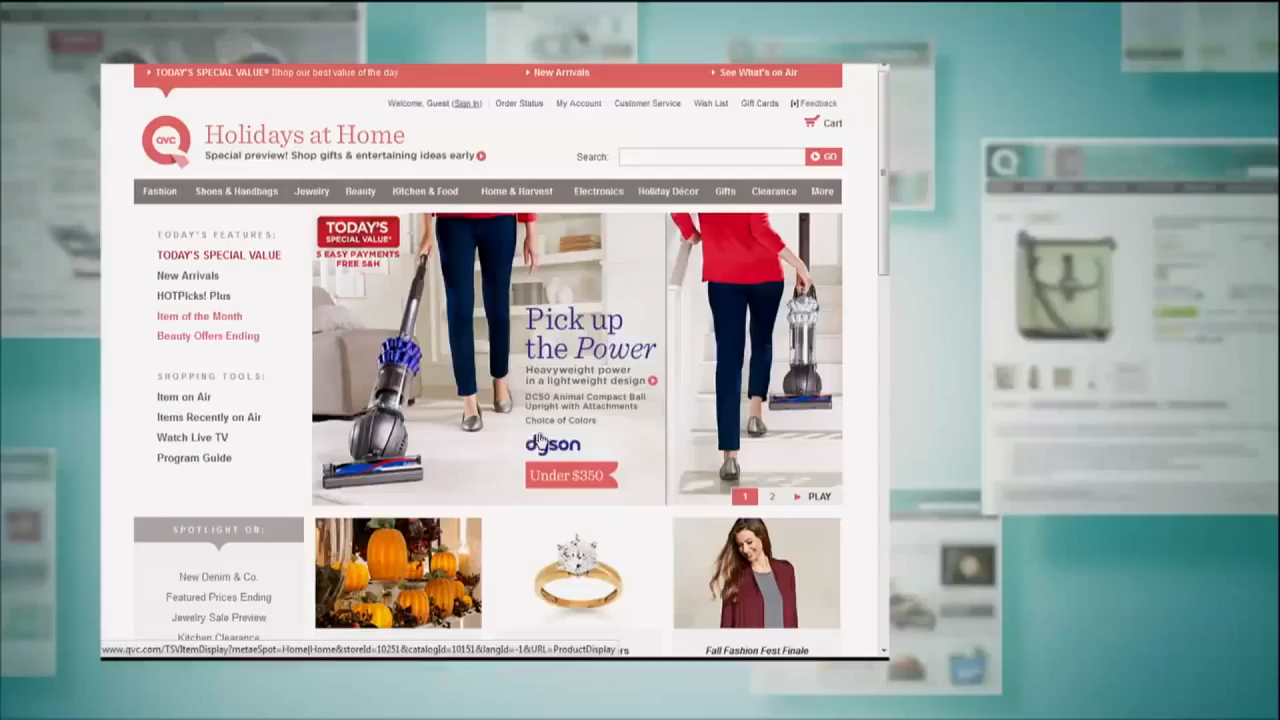 TODAY'S SPECIAL VALUE® Shop our best value of the day
New Arrivals
See What's on Air
Welcome, Guest (Sign In)
Order Status
My Account
Customer Service
Wish List
Gift Cards
[+] Feedback
Cart
QVC
Holidays at Home
Special preview! Shop gifts & entertaining ideas early
Search:
GO
Fashion
Shoes & Handbags
Jewelry
Beauty
Kitchen & Food
Home & Harvest
Electronics
Holiday Décor
Gifts
Clearance
More
TODAY'S FEATURES:
TODAY'S SPECIAL VALUE
New Arrivals
HOTPicks! Plus
Item of the Month
Beauty Offers Ending
SHOPPING TOOLS:
Item on Air
Items Recently on Air
Watch Live TV
Program Guide
TODAY'S
SPECIAL VALUE®
5 EASY PAYMENTS
FREE S&H
Pick up
the Power
Heavyweight power
in a lightweight design
DC50 Animal Compact Ball
Upright with Attachments
Choice of Colors
dyson
Under $350
1
2
PLAY
SPOTLIGHT ON:
New Denim & Co.
Featured Prices Ending
Jewelry Sale Preview
Kitchen Clearance
Fall Fashion Fest Finale
www.qvc.com/TSVItemDisplay?metaeSpot=Home|Home&storeId=10251&catalogId=10151&langId=-1&URL=ProductDisplay